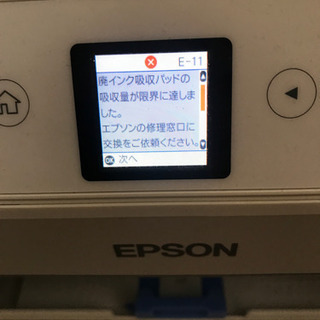 E-11
廃インク吸収パッドの
吸収量が限界に達しま
した。
エプソンの修理窓口に
交換をご依頼ください。
OK 次へ
EPSON